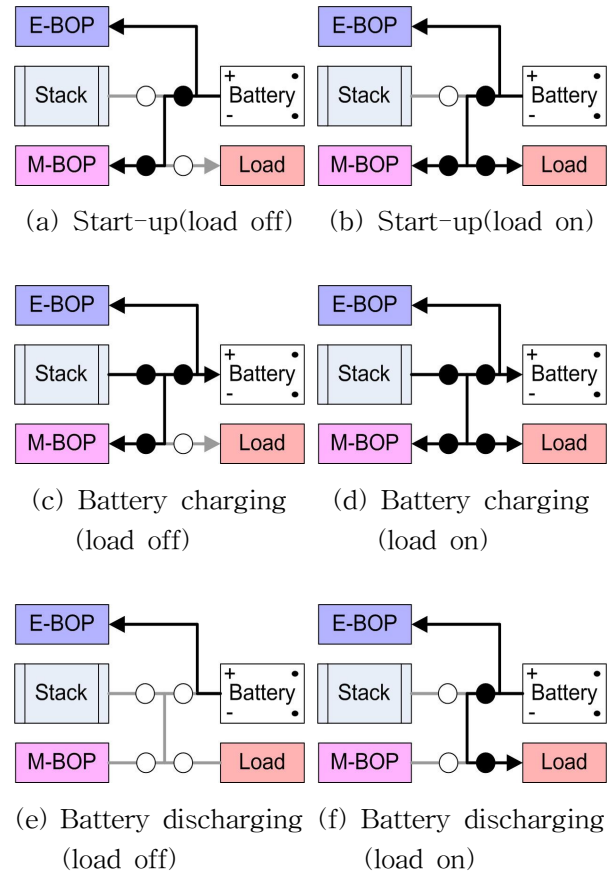 E-BOP E-BOP
Stack + Battery - Stack + Battery -
M-BOP Load M-BOP Load
(a) Start-up(load off) (b) Start-up(load on)
E-BOP E-BOP
Stack + Battery - Stack + Battery -
M-BOP Load M-BOP Load
(c) Battery charging (d) Battery charging
(load off) (load on)
E-BOP E-BOP
Stack + Battery - Stack + Battery -
M-BOP Load M-BOP Load
(e) Battery discharging (f) Battery discharging
(load off) (load on)